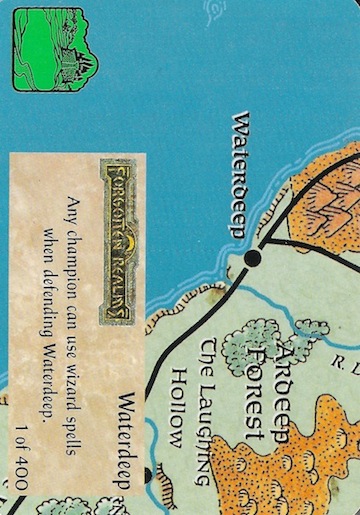 Waterdeep
Ardeep
Forest
The Laughing
Hollow
R. D
Waterdeep
FORGOTTEN REALMS
Any champion can use wizard spells
when defending Waterdeep.
1 of 400